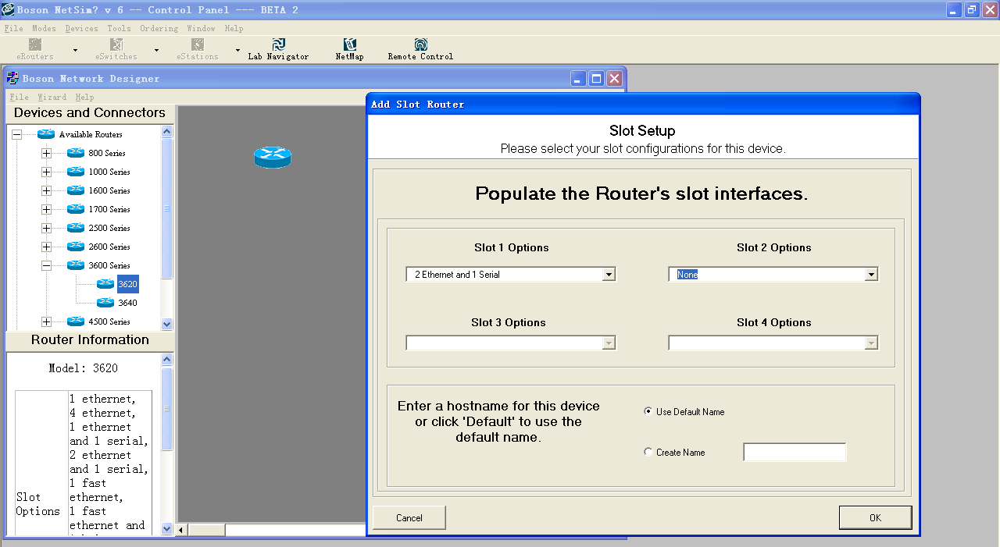 Boson NetSim? v 6 -- Control Panel --- BETA 2
File Modes Devices Tools Ordering Window Help
eRouters eSwitches eStations Lab Navigator NetMap Remote Control
Boson Network Designer
File Wizard Help
Devices and Connectors
Available Routers
800 Series
1000 Series
1600 Series
1700 Series
2500 Series
2600 Series
3600 Series
3620
3640
4500 Series
Router Information
Model: 3620
Slot Options
1 ethernet,
4 ethernet,
1 ethernet
and 1 serial,
2 ethernet
and 1 serial,
1 fast
ethernet,
1 fast
ethernet and
Add Slot Router
Slot Setup
Please select your slot configurations for this device.
Populate the Router's slot interfaces.
Slot 1 Options
2 Ethernet and 1 Serial
Slot 2 Options
None
Slot 3 Options
Slot 4 Options
Enter a hostname for this device
or click 'Default' to use the
default name.
Use Default Name
Create Name
Cancel
OK